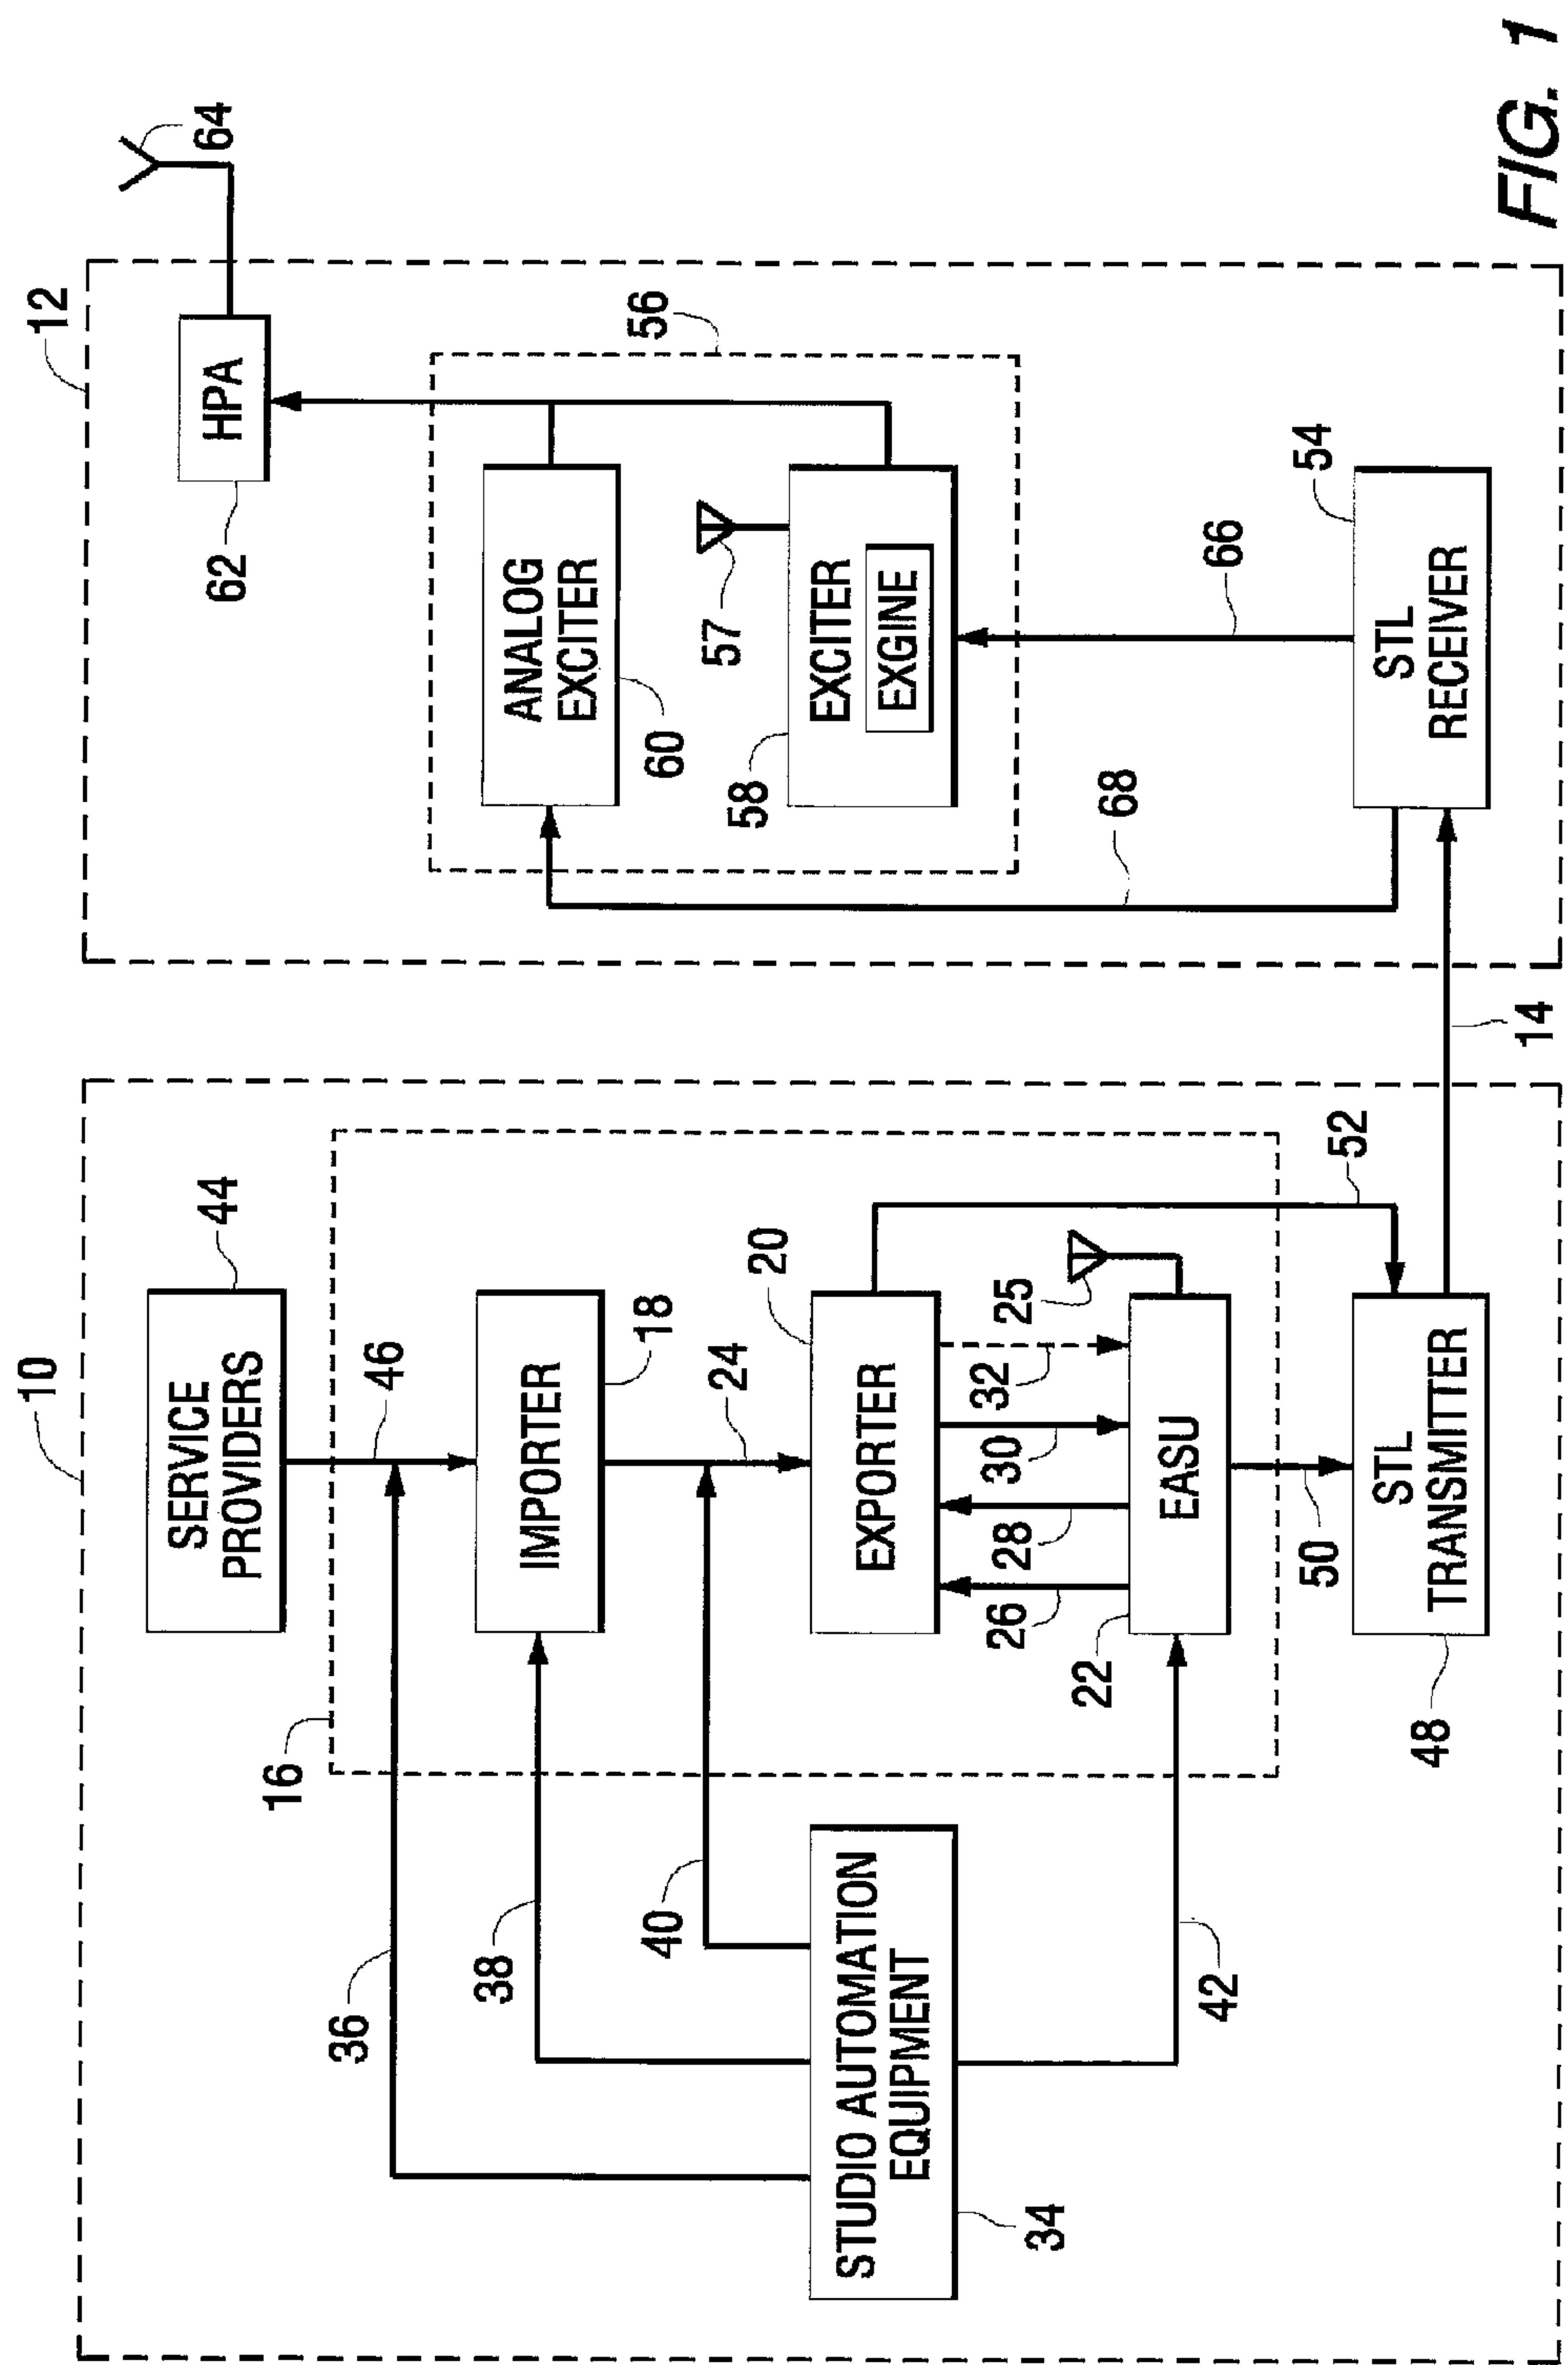 10
SERVICE
PROVIDERS
44
46
16
36
IMPORTER
18
38
24
40
EXPORTER
20
STUDIO AUTOMATION
EQUIPMENT
34
26
28
30
32
25
22
EASU
42
50
52
STL
TRANSMITTER
48
14
12
HPA
62
64
56
ANALOG
EXCITER
60
57
EXCITER
EXGINE
58
68
66
STL
RECEIVER
54
FIG. 1